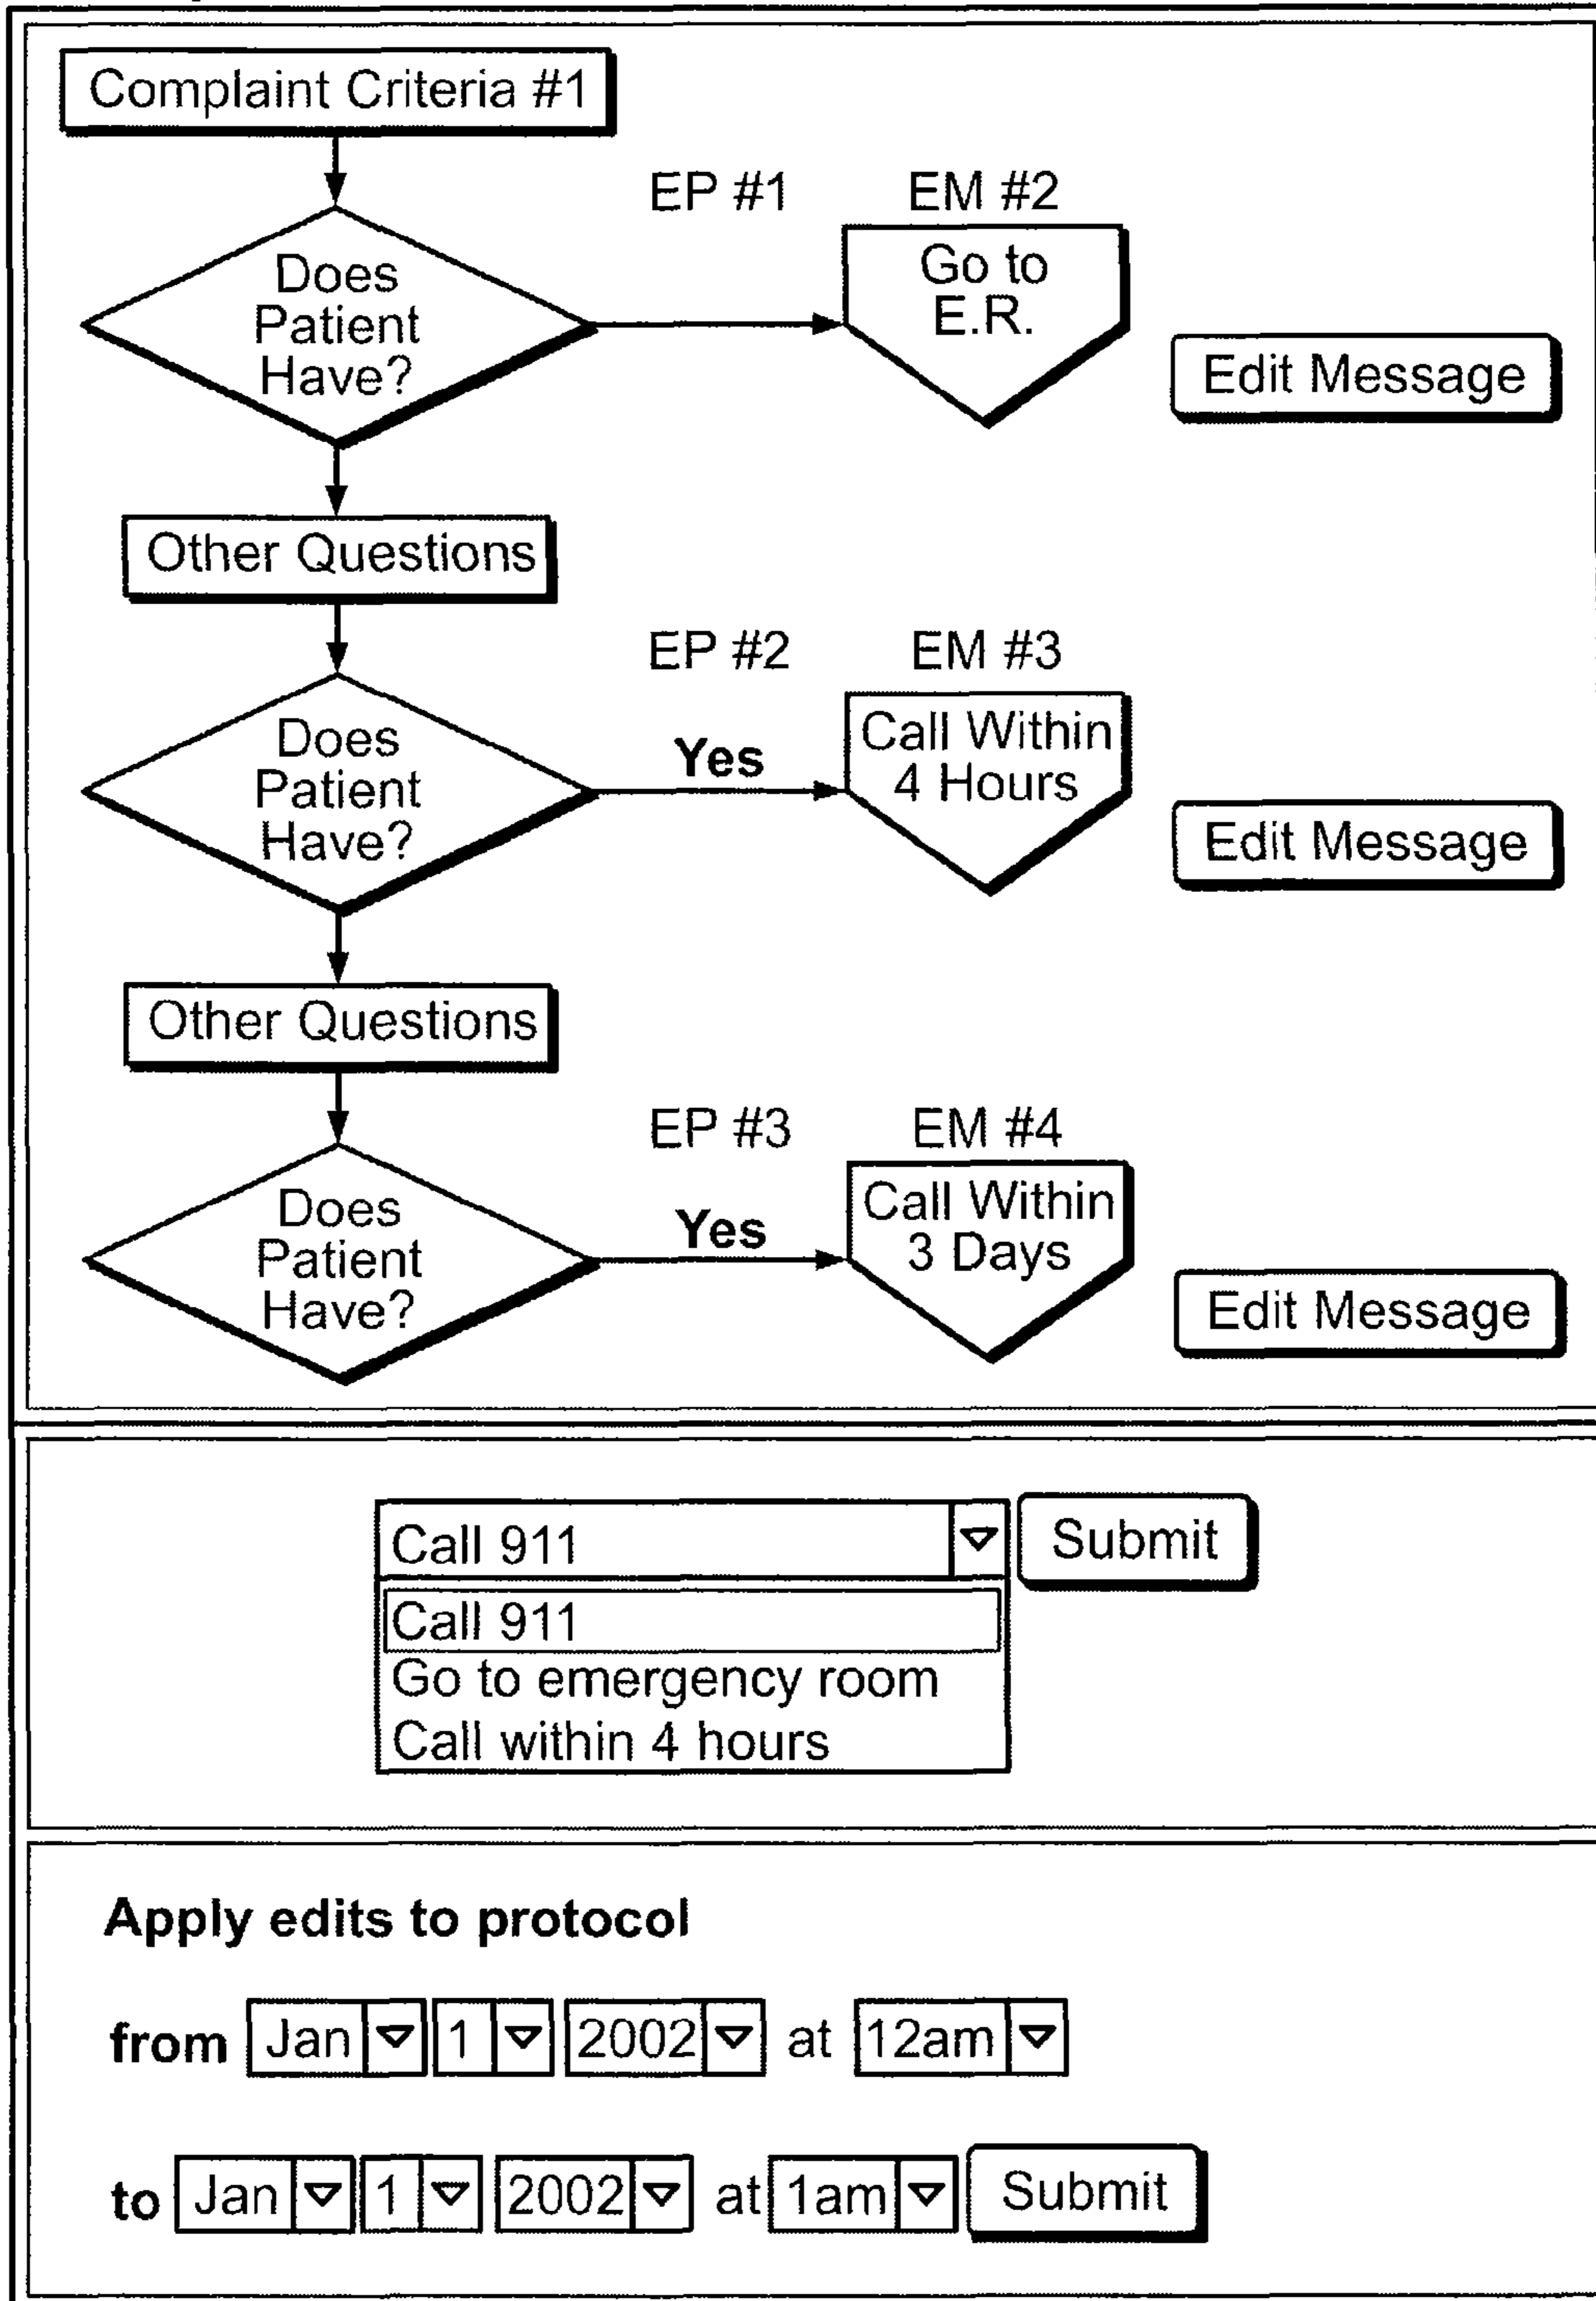 Complaint Criteria #1
EP #1 EM #2
Does
Patient
Have?
Go to
E.R.
Edit Message
Other Questions
EP #2 EM #3
Does
Patient
Have?
Yes
Call Within
4 Hours
Edit Message
Other Questions
EP #3 EM #4
Does
Patient
Have?
Yes
Call Within
3 Days
Edit Message
Call 911 Submit
Call 911
Go to emergency room
Call within 4 hours
Apply edits to protocol
from Jan 1 2002 at 12am
to Jan 1 2002 at 1am Submit